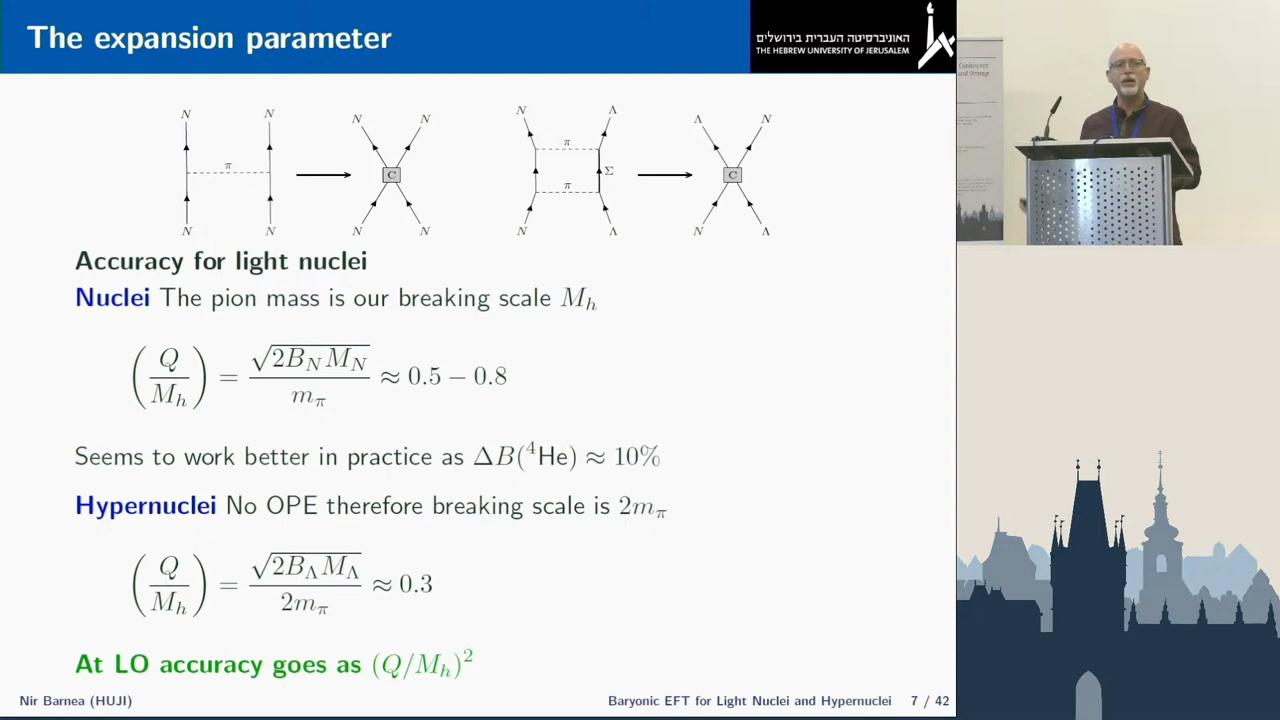 The expansion parameter
האוניברסיטה העברית בירושלים
THE HEBREW UNIVERSITY OF JERUSALEM
Conference
and Strange
N N N N N Λ Λ N
π C π Σ C
π
N N N N N Λ N Λ
Accuracy for light nuclei
Nuclei The pion mass is our breaking scale M_h
(Q/M_h) = √(2B_N M_N)/m_π ≈ 0.5 − 0.8
Seems to work better in practice as ΔB(⁴He) ≈ 10%
Hypernuclei No OPE therefore breaking scale is 2m_π
(Q/M_h) = √(2B_Λ M_Λ)/2m_π ≈ 0.3
At LO accuracy goes as (Q/M_h)²
Nir Barnea (HUJI) Baryonic EFT for Light Nuclei and Hypernuclei 7 / 42